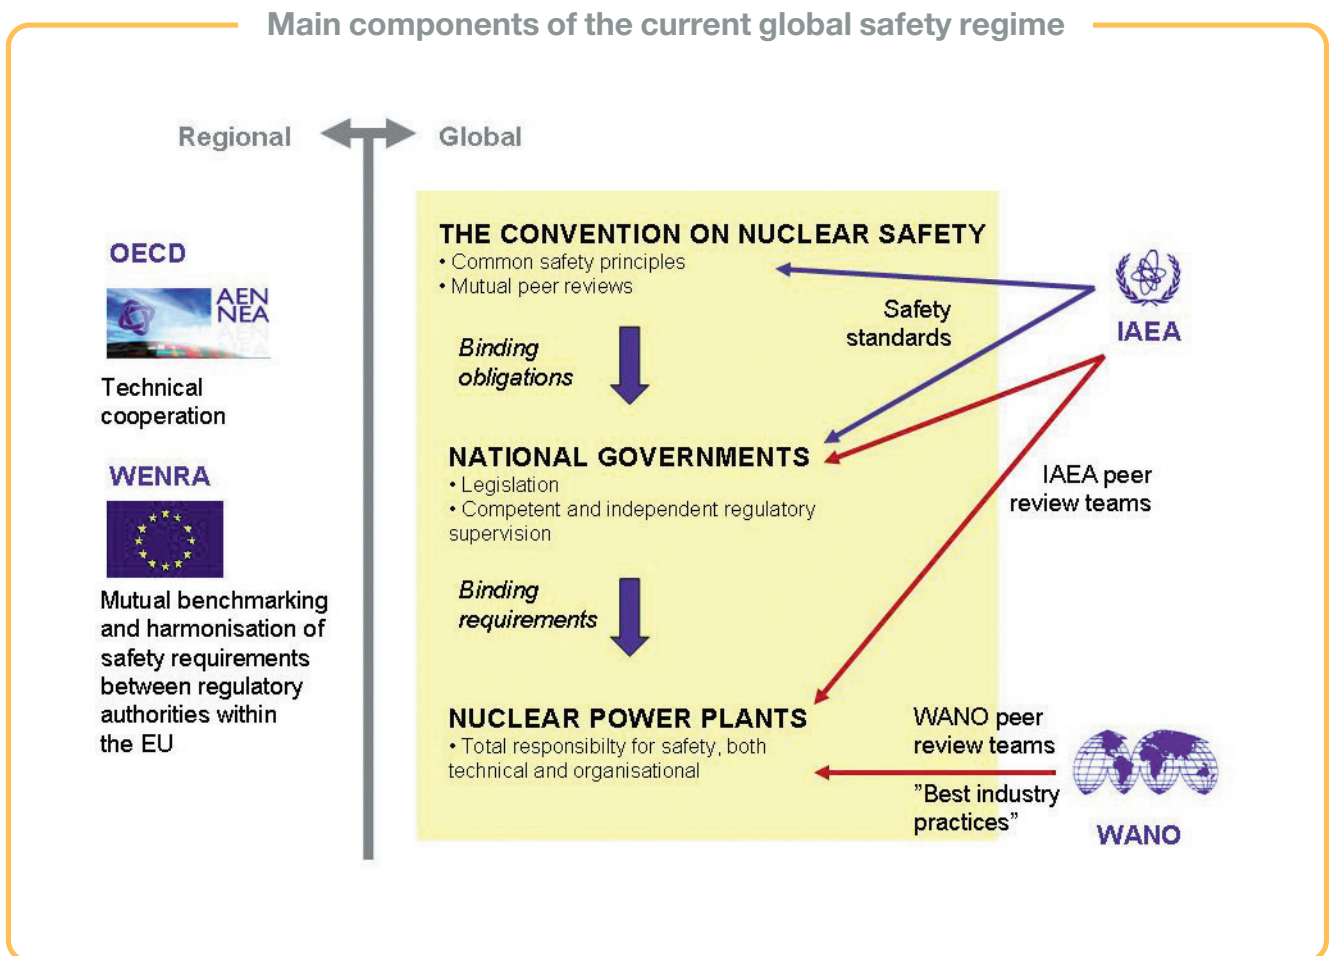 Main components of the current global safety regime
Regional
Global
OECD
AEN
NEA
Technical
cooperation
WENRA
Mutual benchmarking
and harmonisation of
safety requirements
between regulatory
authorities within
the EU
THE CONVENTION ON NUCLEAR SAFETY
• Common safety principles
• Mutual peer reviews
Binding
obligations
NATIONAL GOVERNMENTS
• Legislation
• Competent and independent regulatory
supervision
Binding
requirements
NUCLEAR POWER PLANTS
• Total responsibilty for safety, both
technical and organisational
Safety
standards
IAEA
IAEA peer
review teams
WANO peer
review teams
”Best industry
practices”
WANO